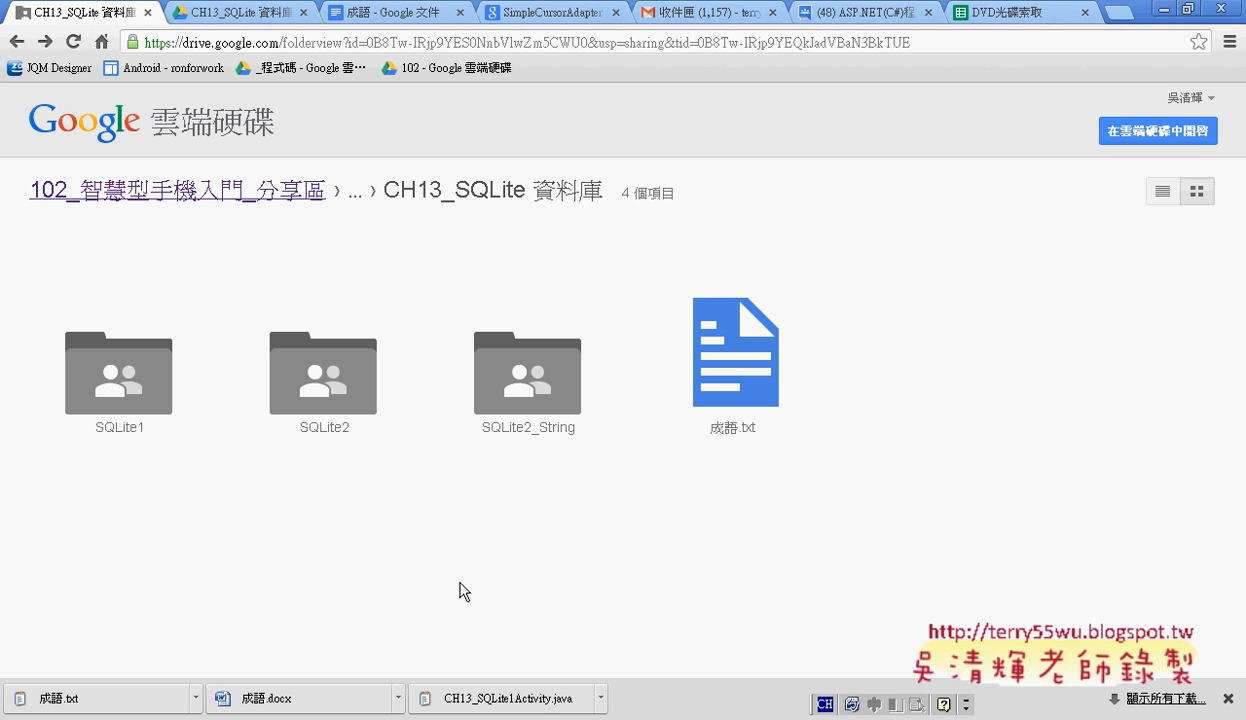 CH13_SQLite 資料庫
CH13_SQLite 資料庫
成語 - Google 文件
SimpleCursorAdapter
收件匣 (1,157) - terry
(48) ASP.NET(C#)程
DVD光碟索取
https://drive.google.com/folderview?id=0B8Tw-IRjp9YES0NnbVlwZm5CWU0&usp=sharing&tid=0B8Tw-IRjp9YEQkJadVBaN3BkTUE
JQM Designer
Android - ronforwork
_程式碼 - Google 雲...
102 - Google 雲端硬碟
Google 雲端硬碟
在雲端硬碟中開啓
102_智慧型手機入門_分享區 › ... › CH13_SQLite 資料庫 4 個項目
SQLite1
SQLite2
SQLite2_String
成語.txt
http://terry55wu.blogspot.tw
吳清輝老師錄製
成語.txt
成語.docx
CH13_SQLite1Activity.java
CH
顯示所有下載...